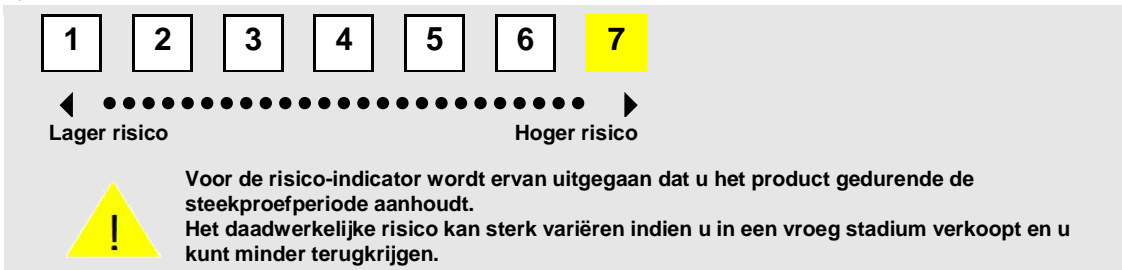 1 2 3 4 5 6 7
Lager risico Hoger risico
!
Voor de risico-indicator wordt ervan uitgegaan dat u het product gedurende de
steekproefperiode aanhoudt.
Het daadwerkelijke risico kan sterk variëren indien u in een vroeg stadium verkoopt en u
kunt minder terugkrijgen.